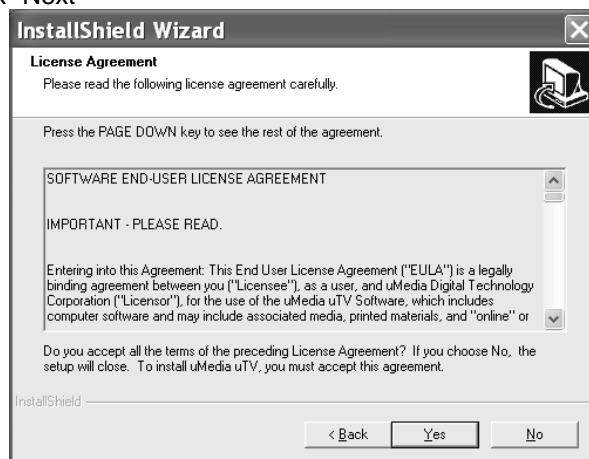 Next
InstallShield Wizard
License Agreement
Please read the following license agreement carefully.
Press the PAGE DOWN key to see the rest of the agreement.
SOFTWARE END-USER LICENSE AGREEMENT
IMPORTANT - PLEASE READ.
Entering into this Agreement: This End User License Agreement ("EULA") is a legally
binding agreement between you ("Licensee"), as a user, and uMedia Digital Technology
Corporation ("Licensor"), for the use of the uMedia uTV Software, which includes
computer software and may include associated media, printed materials, and "online" or
Do you accept all the terms of the preceding License Agreement? If you choose No, the
setup will close. To install uMedia uTV, you must accept this agreement.
InstallShield
< Back Yes No